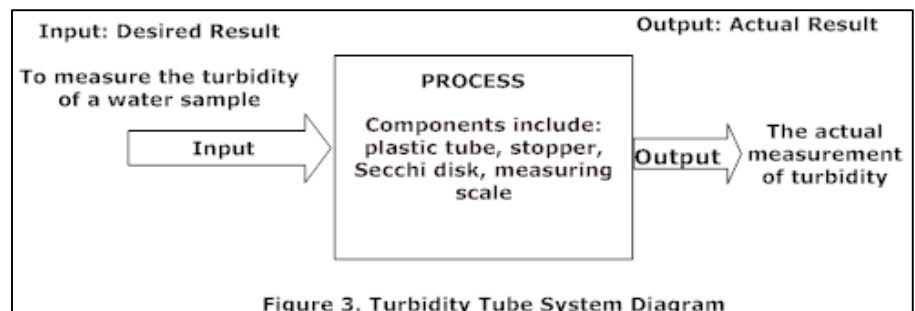 Input: Desired Result
Output: Actual Result
To measure the turbidity
of a water sample
Input
PROCESS
Components include:
plastic tube, stopper,
Secchi disk, measuring
scale
Output
The actual
measurement
of turbidity
Figure 3. Turbidity Tube System Diagram